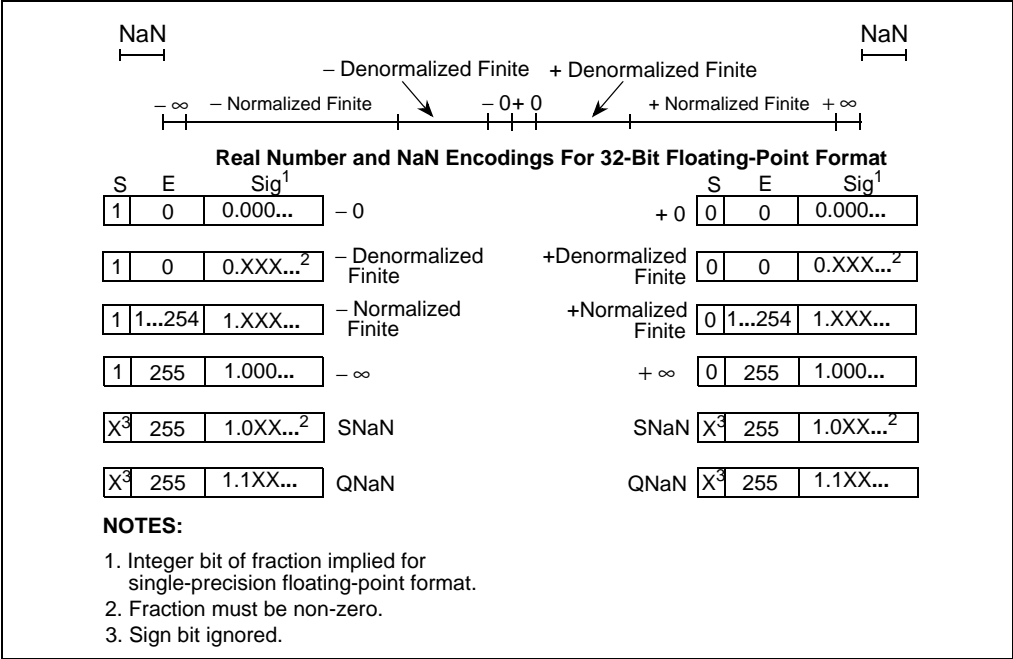 NaN NaN
− Denormalized Finite + Denormalized Finite
− ∞ − Normalized Finite − 0 + 0 + Normalized Finite + ∞
Real Number and NaN Encodings For 32-Bit Floating-Point Format
S E Sig1 S E Sig1
1 0 0.000... − 0 + 0 0 0 0.000...
1 0 0.XXX...2 − Denormalized Finite +Denormalized Finite 0 0 0.XXX...2
1 1...254 1.XXX... − Normalized Finite +Normalized Finite 0 1...254 1.XXX...
1 255 1.000... − ∞ + ∞ 0 255 1.000...
X3 255 1.0XX...2 SNaN SNaN X3 255 1.0XX...2
X3 255 1.1XX... QNaN QNaN X3 255 1.1XX...
NOTES:
1. Integer bit of fraction implied for
single-precision floating-point format.
2. Fraction must be non-zero.
3. Sign bit ignored.